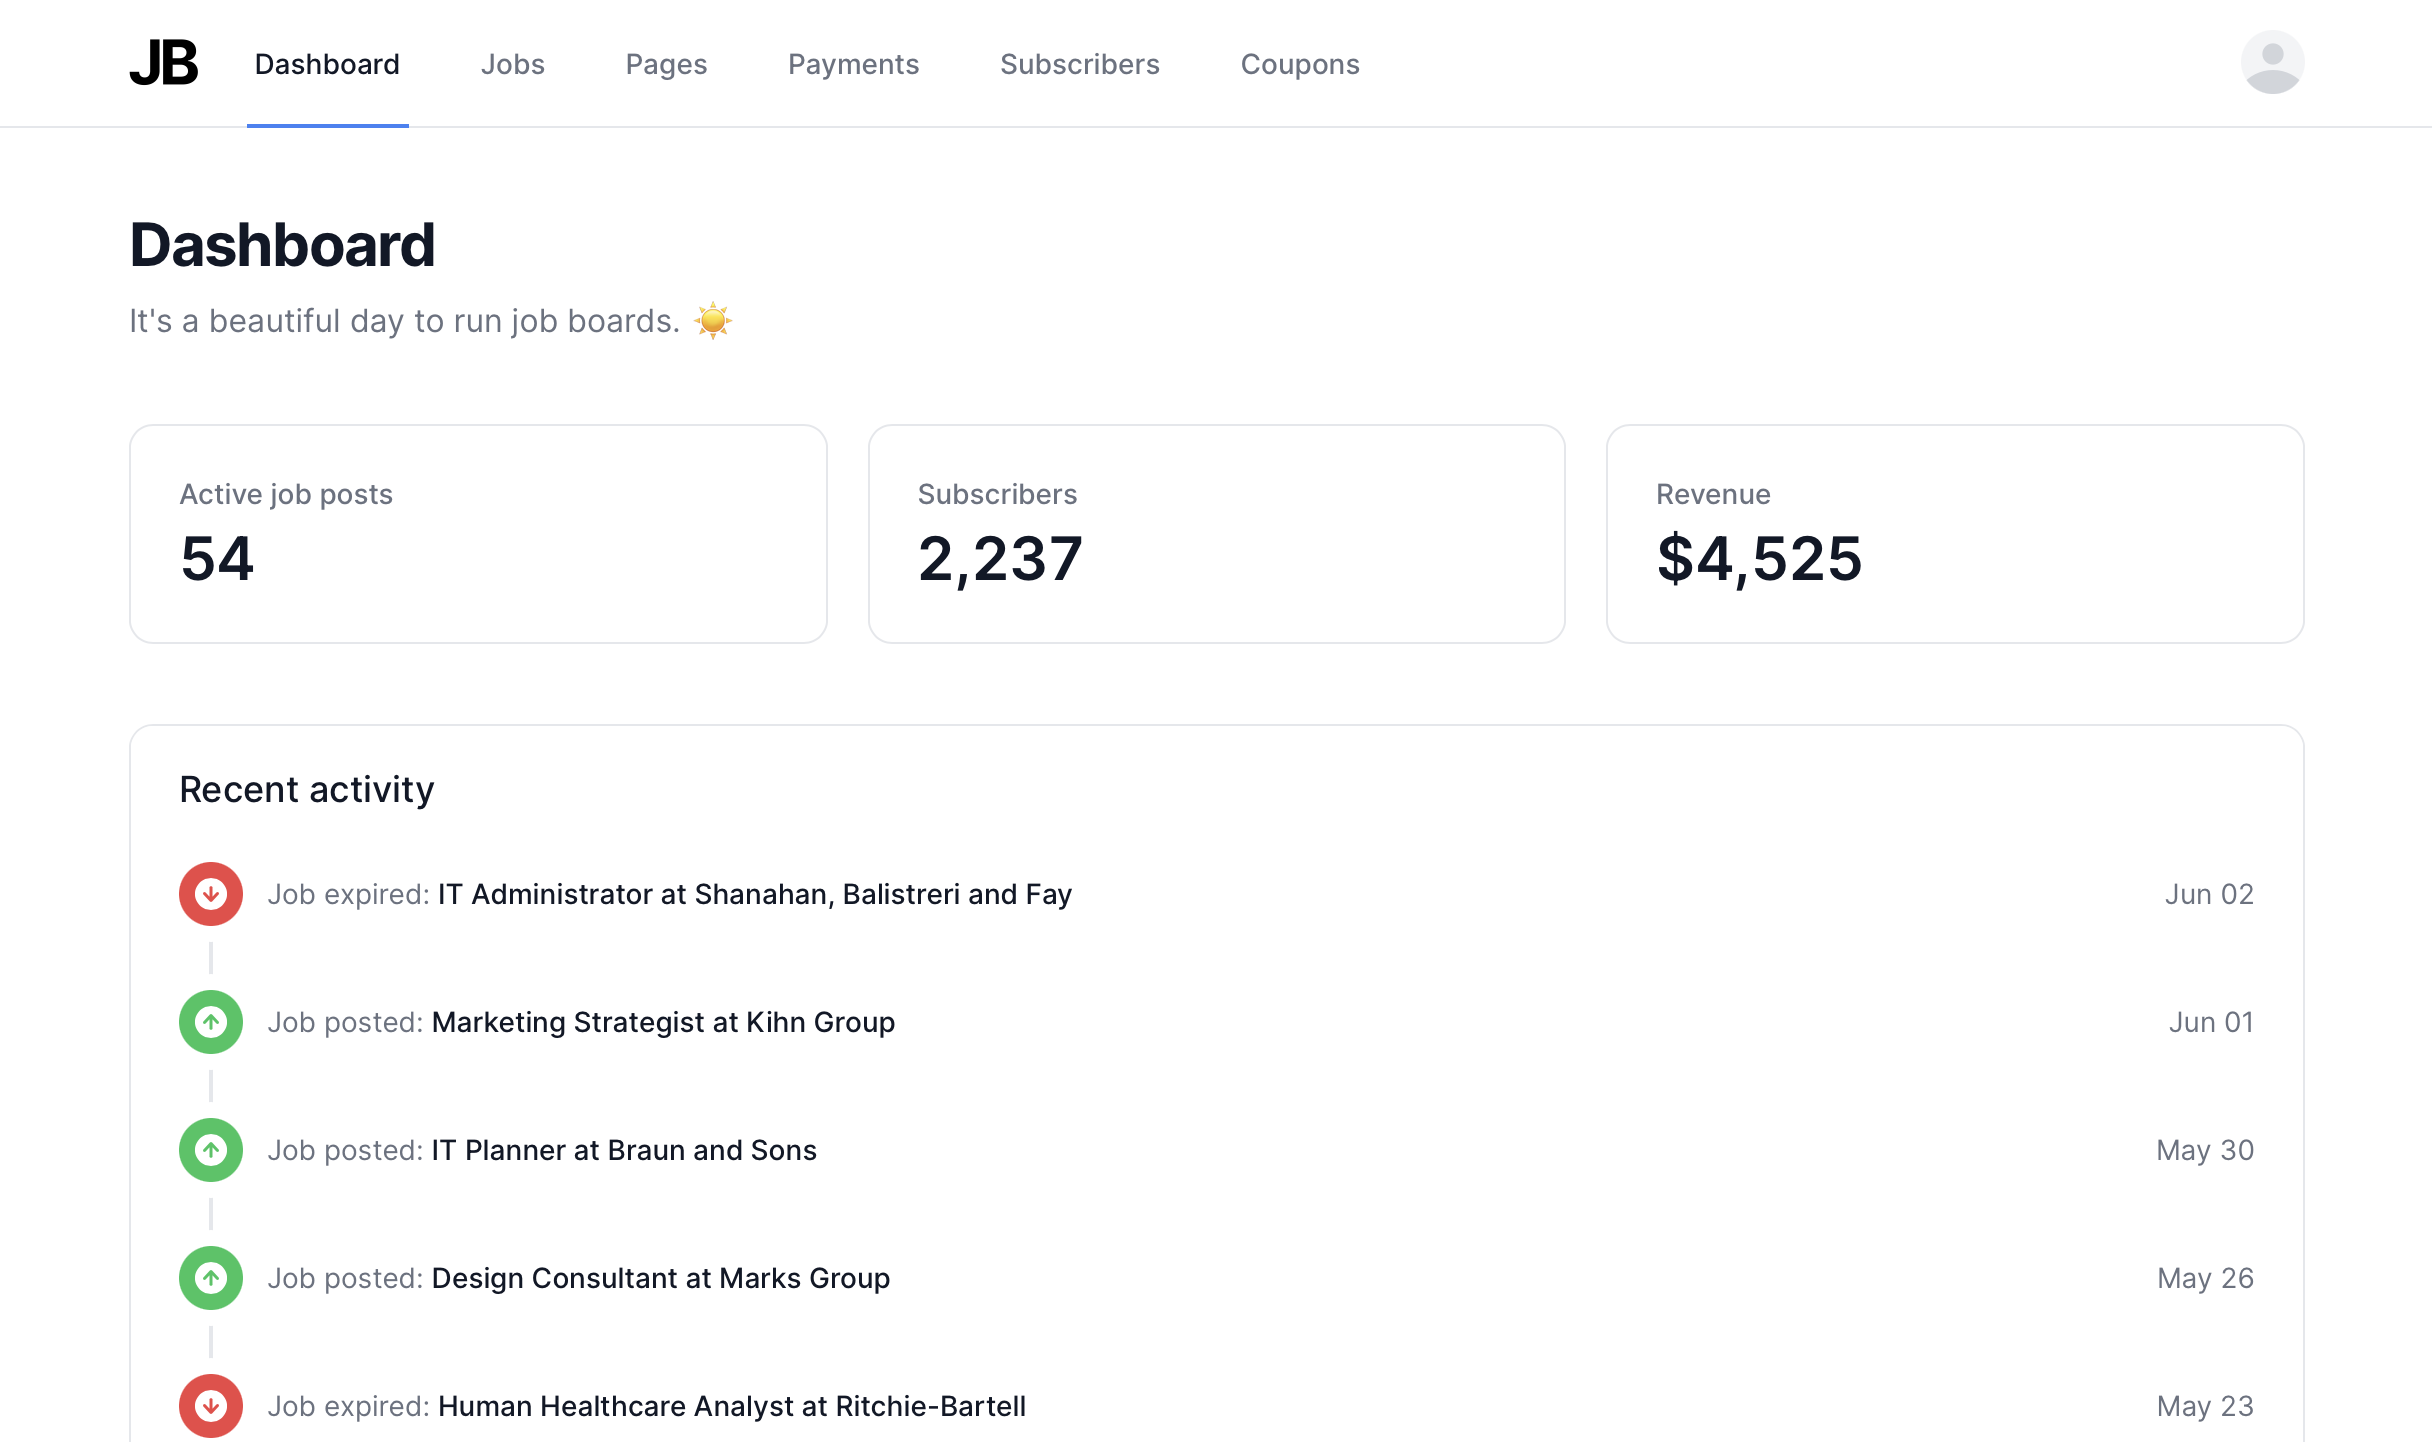 JB Dashboard Jobs Pages Payments Subscribers Coupons
Dashboard
It's a beautiful day to run job boards. ☀️
Active job posts
54
Subscribers
2,237
Revenue
$4,525
Recent activity
Job expired: IT Administrator at Shanahan, Balistreri and Fay Jun 02
Job posted: Marketing Strategist at Kihn Group Jun 01
Job posted: IT Planner at Braun and Sons May 30
Job posted: Design Consultant at Marks Group May 26
Job expired: Human Healthcare Analyst at Ritchie-Bartell May 23